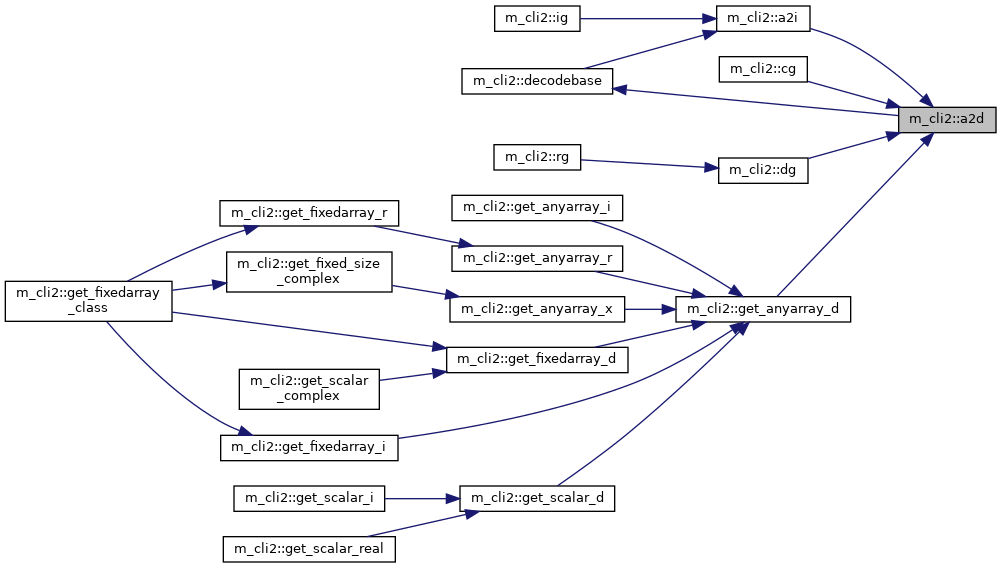 m_cli2::ig
m_cli2::a2i
m_cli2::cg
m_cli2::decodebase
m_cli2::a2d
m_cli2::rg
m_cli2::dg
m_cli2::get_anyarray_i
m_cli2::get_fixedarray_r
m_cli2::get_anyarray_r
m_cli2::get_fixed_size
_complex
m_cli2::get_fixedarray
_class
m_cli2::get_anyarray_x
m_cli2::get_anyarray_d
m_cli2::get_fixedarray_d
m_cli2::get_scalar
_complex
m_cli2::get_fixedarray_i
m_cli2::get_scalar_i
m_cli2::get_scalar_d
m_cli2::get_scalar_real